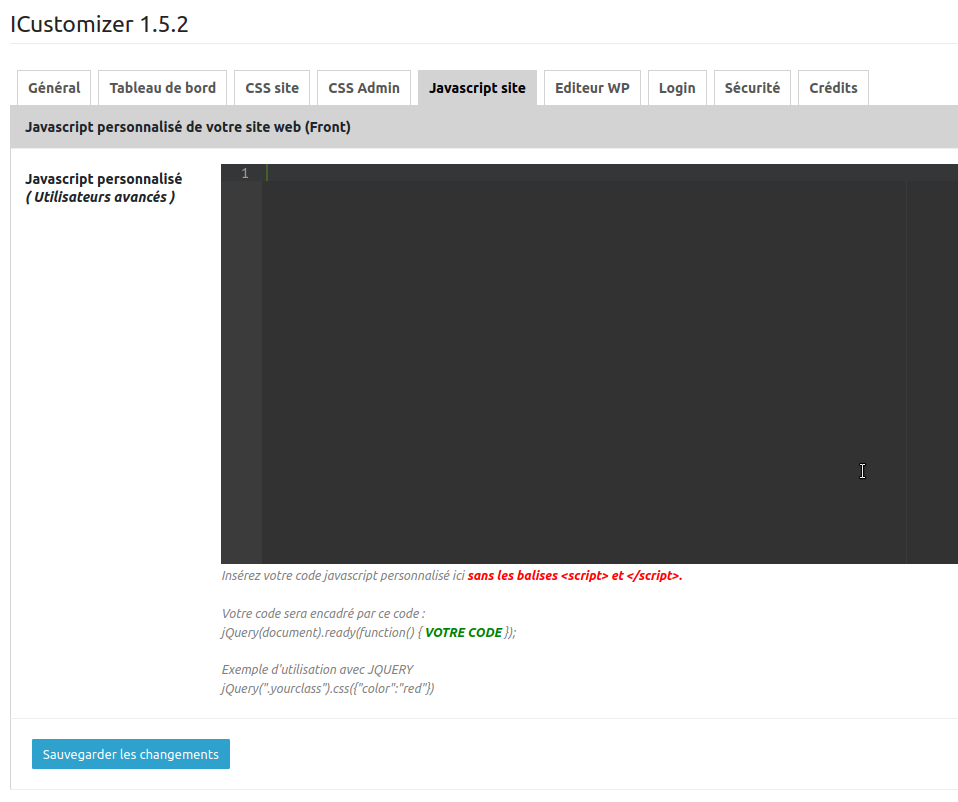 ICustomizer 1.5.2
Général Tableau de bord CSS site CSS Admin Javascript site Editeur WP Login Sécurité Crédits
Javascript personnalisé de votre site web (Front)
Javascript personnalisé
( Utilisateurs avancés )
1
Insérez votre code javascript personnalisé ici sans les balises <script> et </script>.
Votre code sera encadré par ce code :
jQuery(document).ready(function() { VOTRE CODE });
Exemple d'utilisation avec JQUERY
jQuery(".yourclass").css({"color":"red"})
Sauvegarder les changements